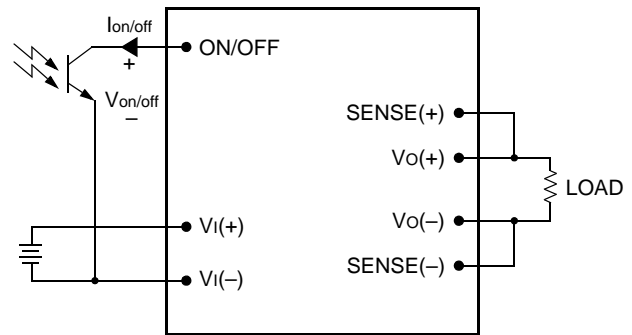 Ion/off
+
ON/OFF
Von/off
–
SENSE(+)
VO(+)
LOAD
VO(–)
VI(+)
SENSE(–)
VI(–)